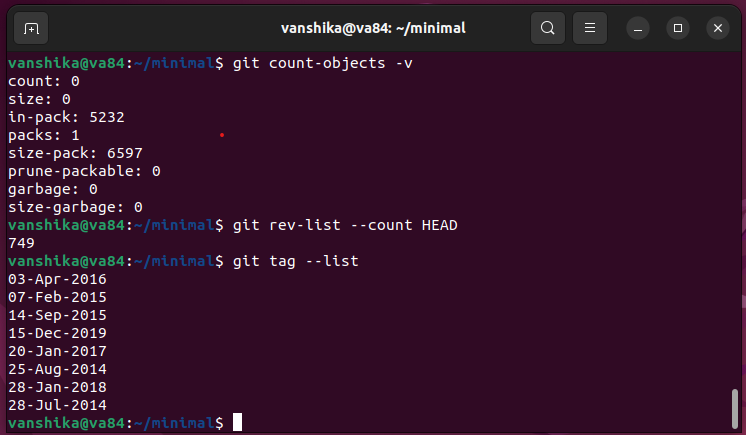 vanshika@va84: ~/minimal
vanshika@va84:~/minimal$ git count-objects -v
count: 0
size: 0
in-pack: 5232
packs: 1
size-pack: 6597
prune-packable: 0
garbage: 0
size-garbage: 0
vanshika@va84:~/minimal$ git rev-list --count HEAD
749
vanshika@va84:~/minimal$ git tag --list
03-Apr-2016
07-Feb-2015
14-Sep-2015
15-Dec-2019
20-Jan-2017
25-Aug-2014
28-Jan-2018
28-Jul-2014
vanshika@va84:~/minimal$